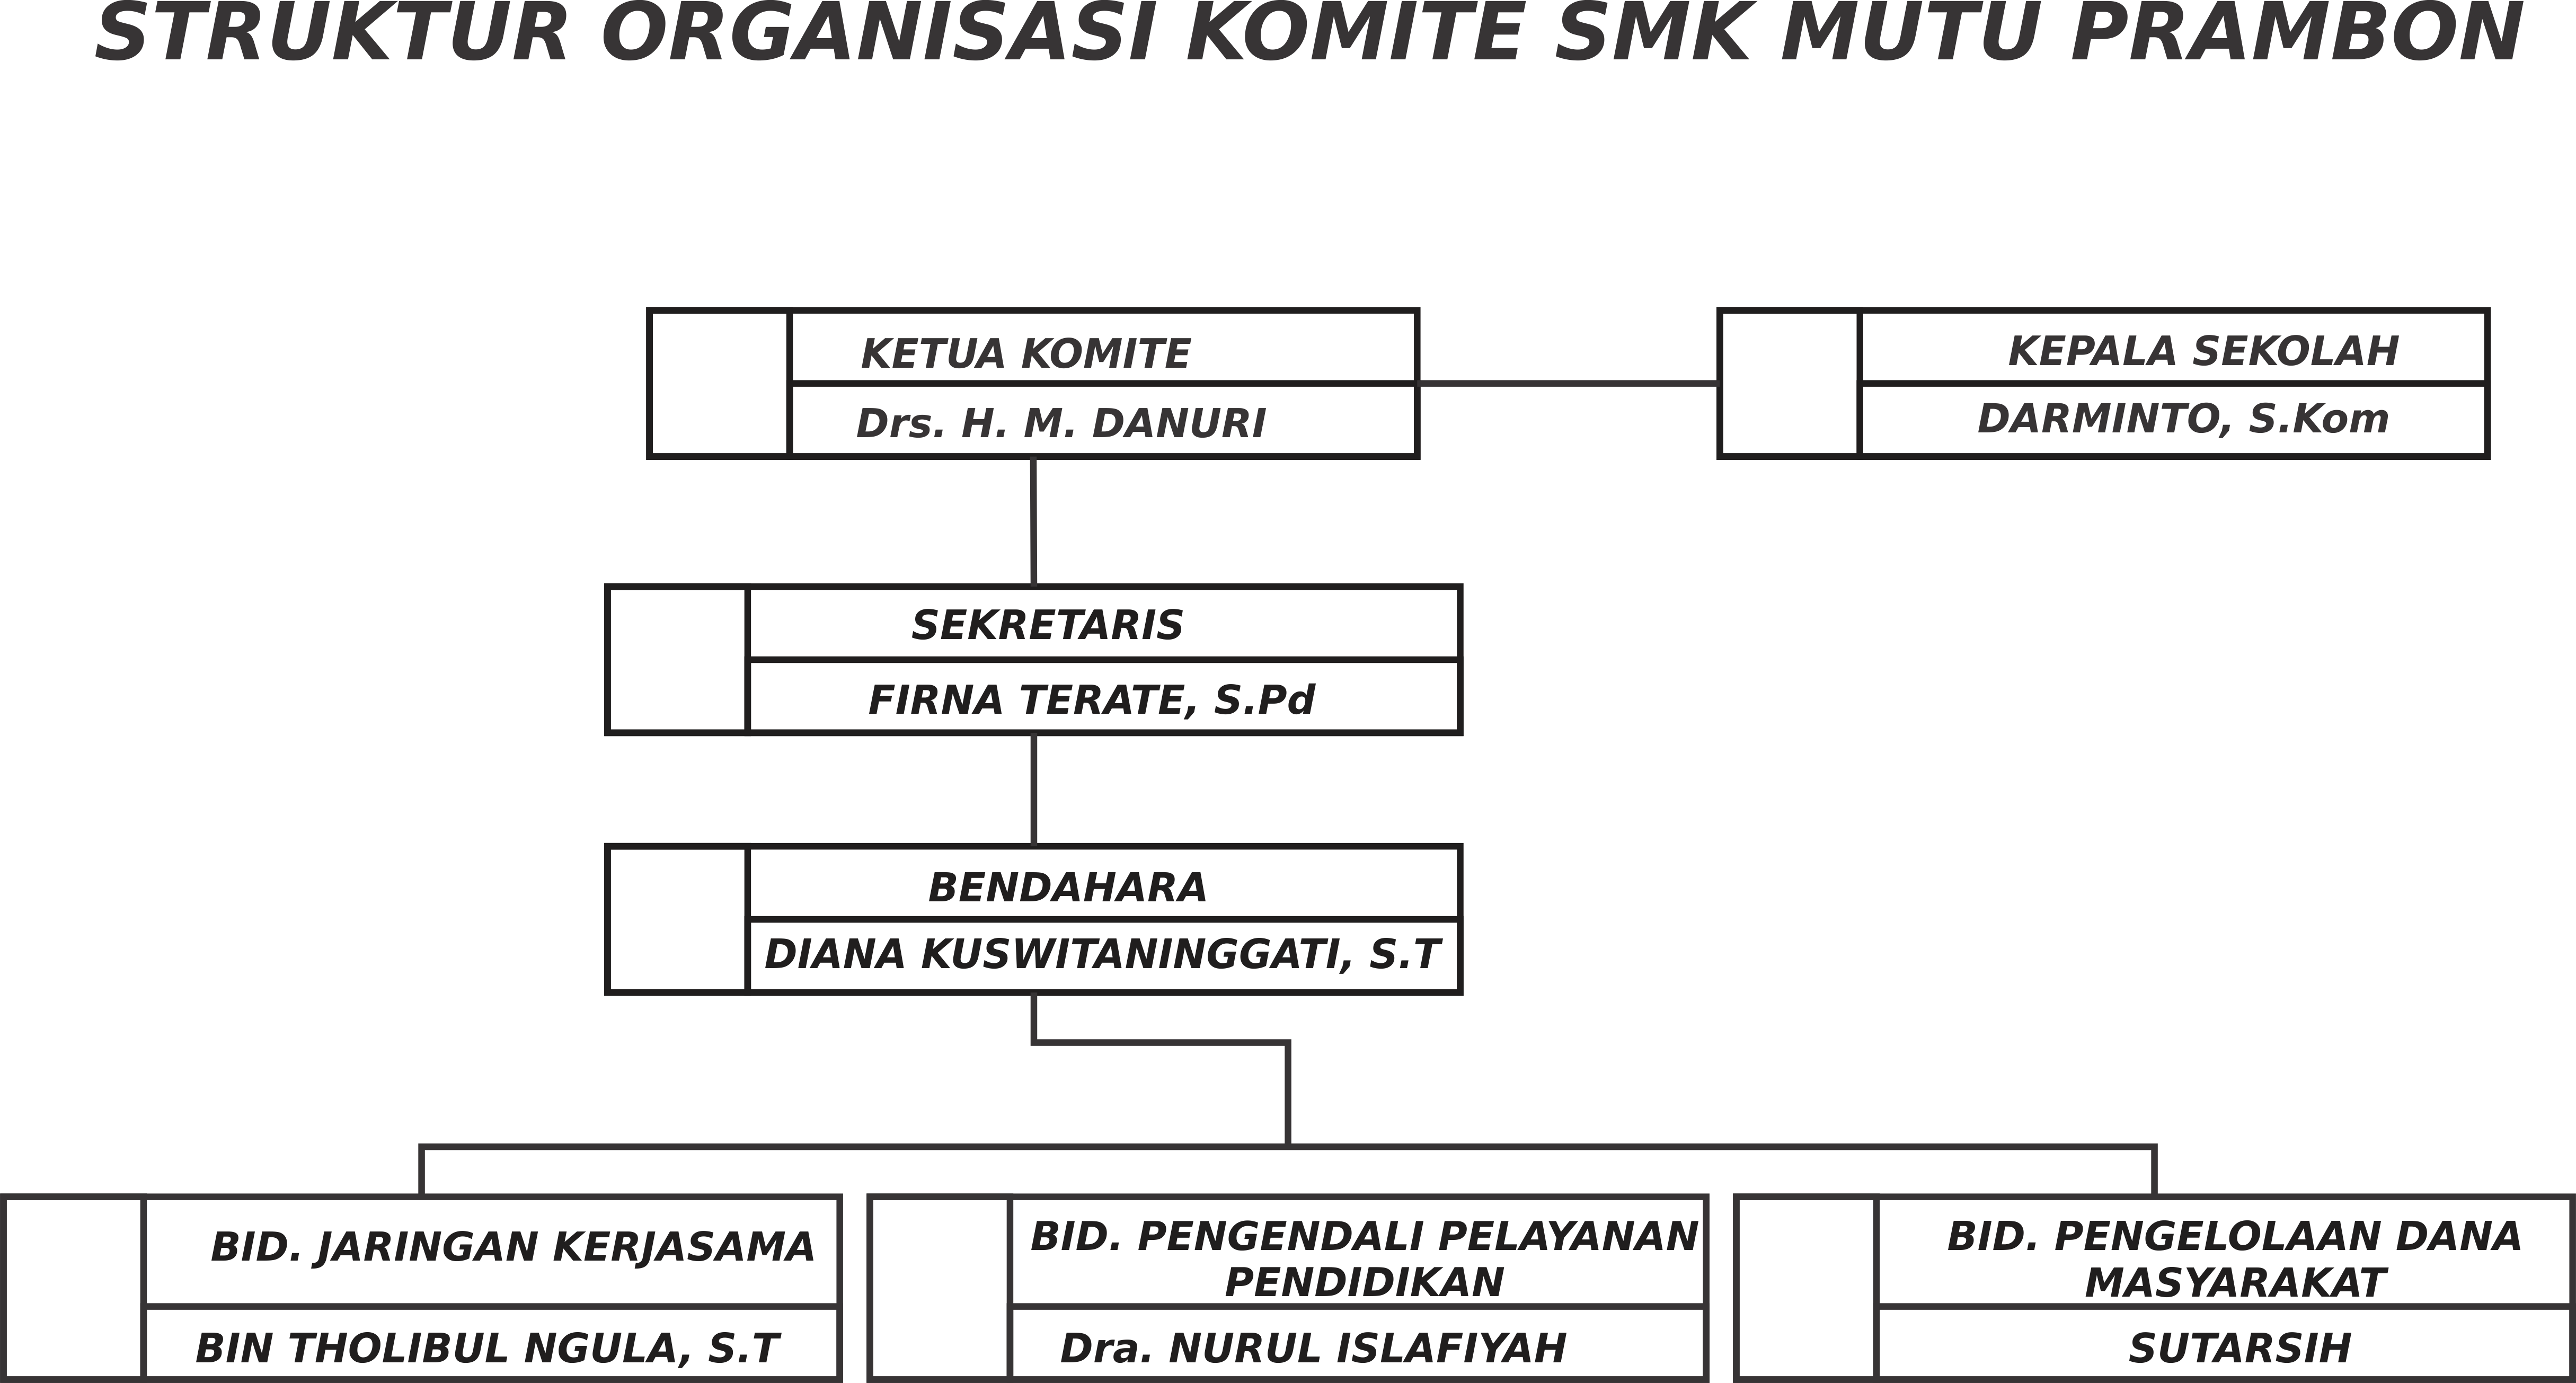 STRUKTUR ORGANISASI KOMITE SMK MUTU PRAMBON
KETUA KOMITE
Drs. H. M. DANURI
KEPALA SEKOLAH
DARMINTO, S.Kom
SEKRETARIS
FIRNA TERATE, S.Pd
BENDAHARA
DIANA KUSWITANINGGATI, S.T
BID. JARINGAN KERJASAMA
BIN THOLIBUL NGULA, S.T
BID. PENGENDALI PELAYANAN
PENDIDIKAN
Dra. NURUL ISLAFIYAH
BID. PENGELOLAAN DANA
MASYARAKAT
SUTARSIH